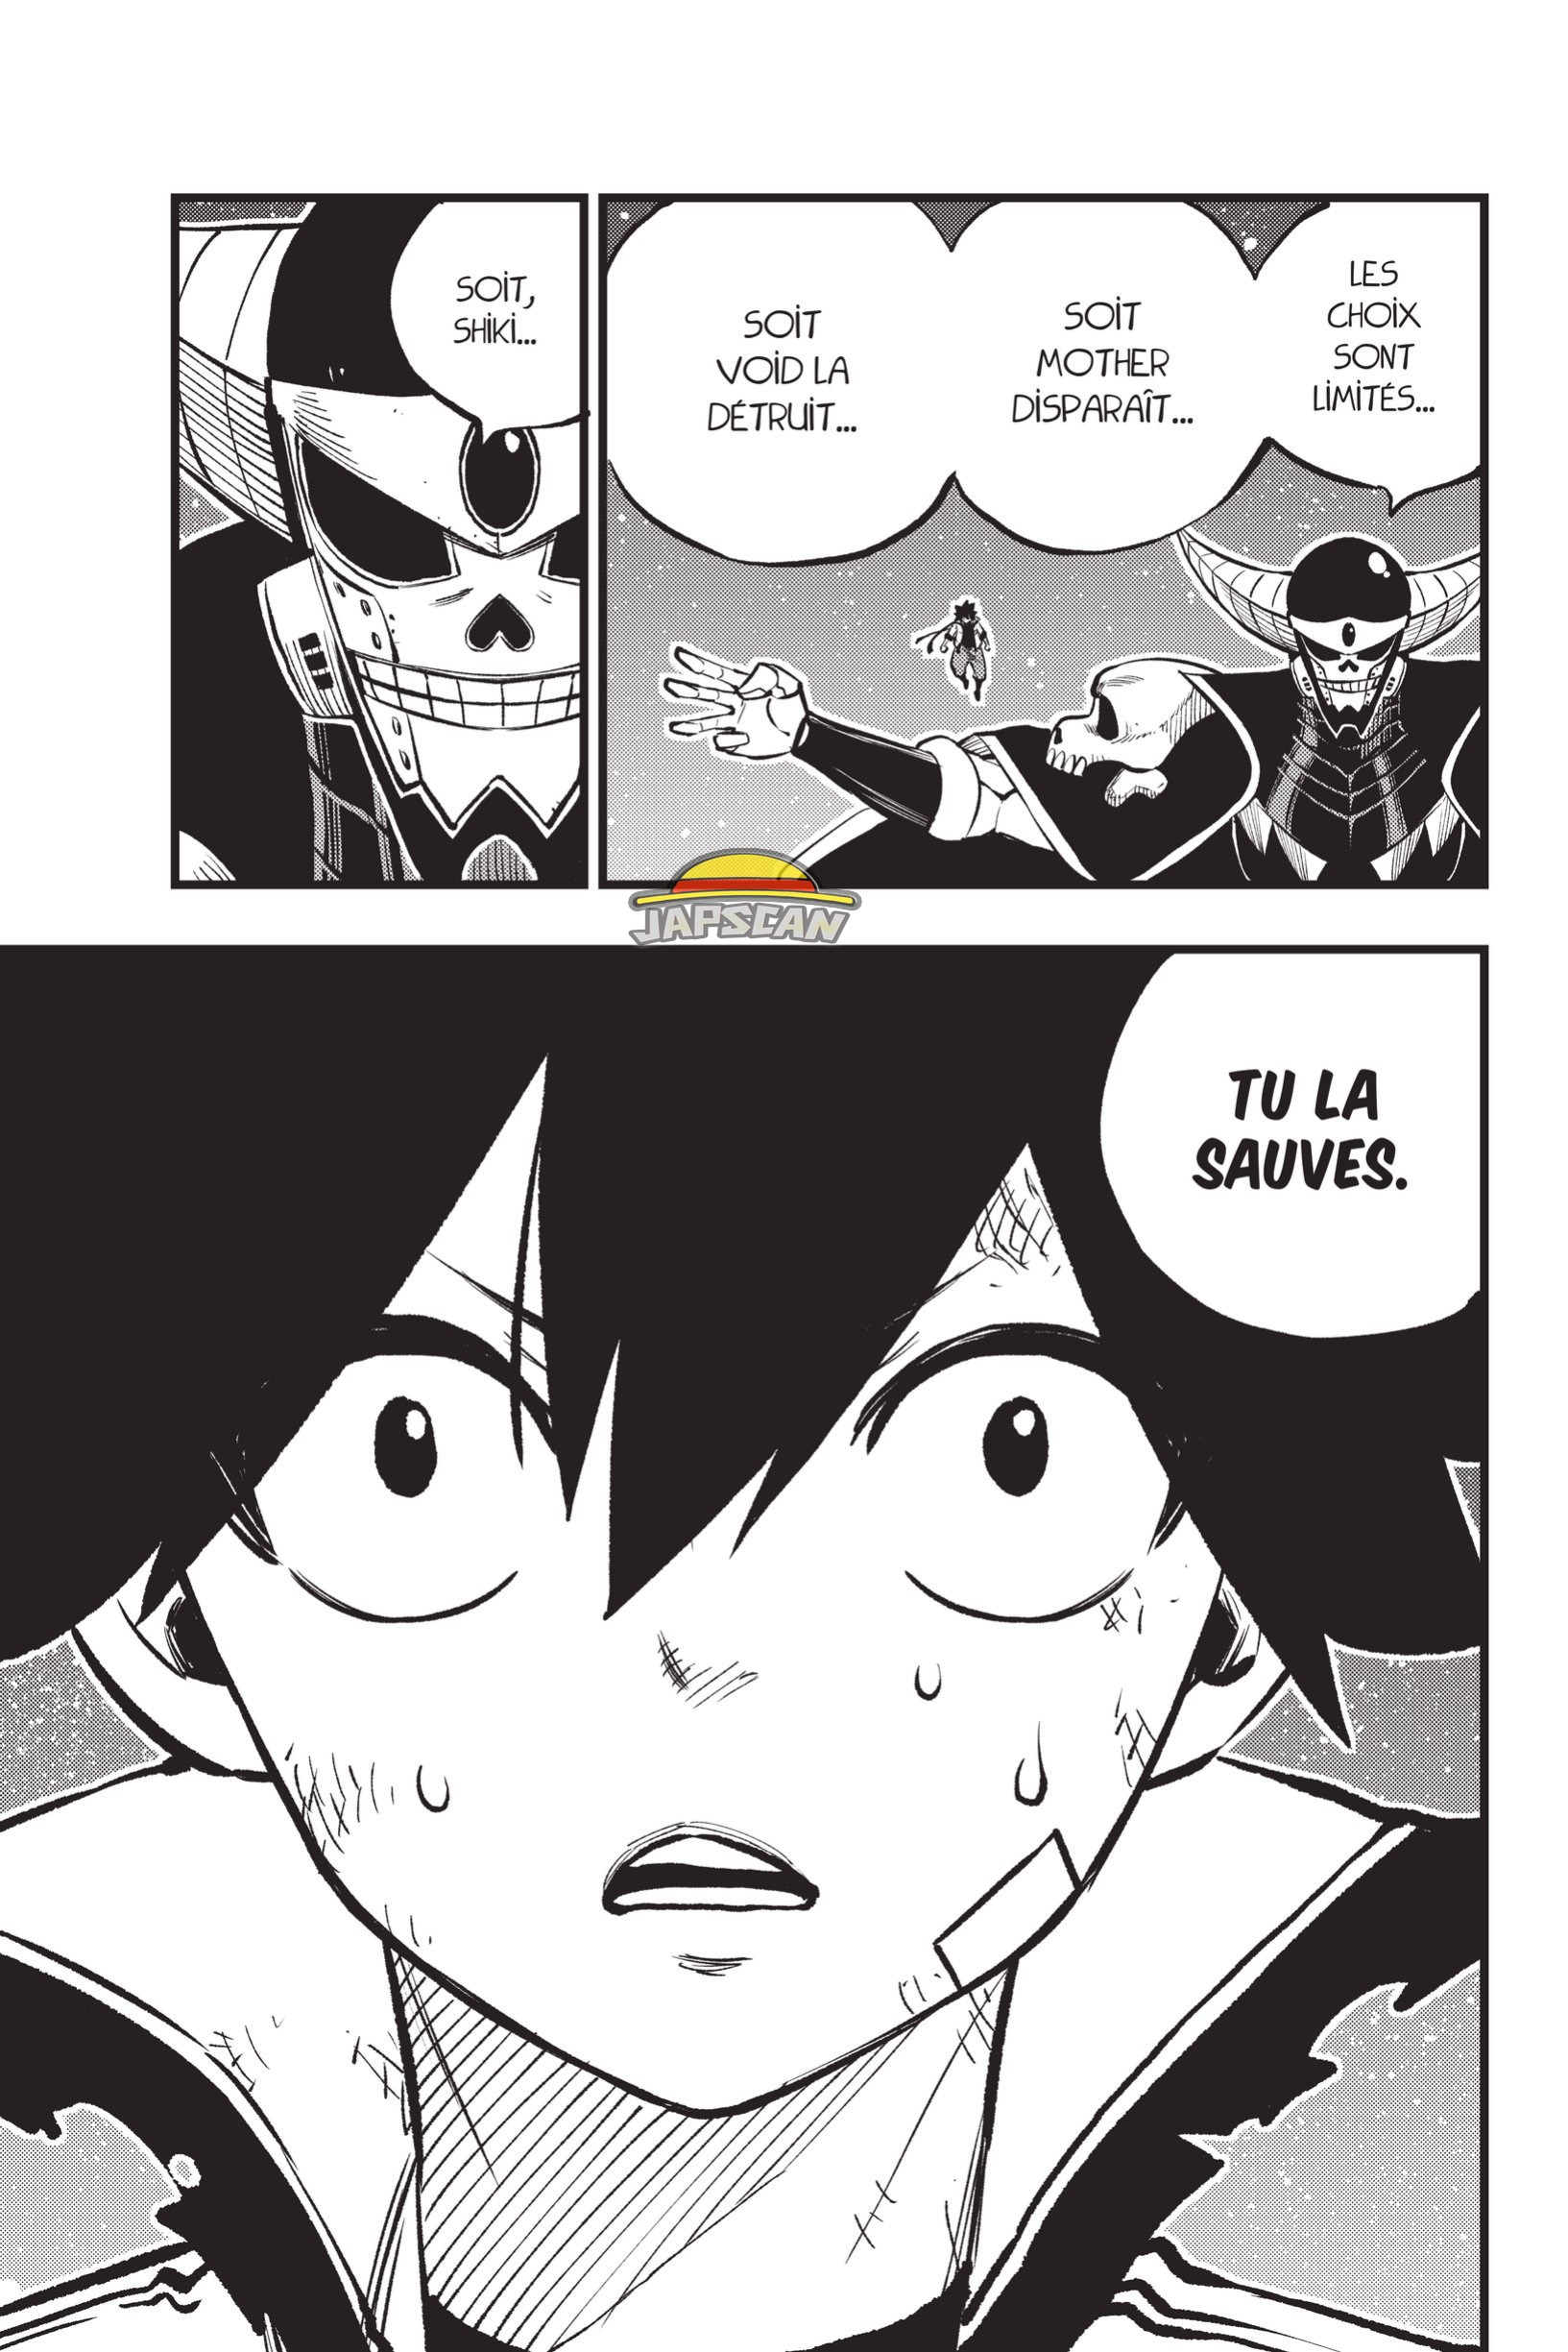 LES
CHOIX
SONT
LIMITÉS...
SOIT
MOTHER
DISPARAÎT...
SOIT
VOID LA
DÉTRUIT...
SOIT,
SHIKI...
JAPSCAN
TU LA
SAUVES.